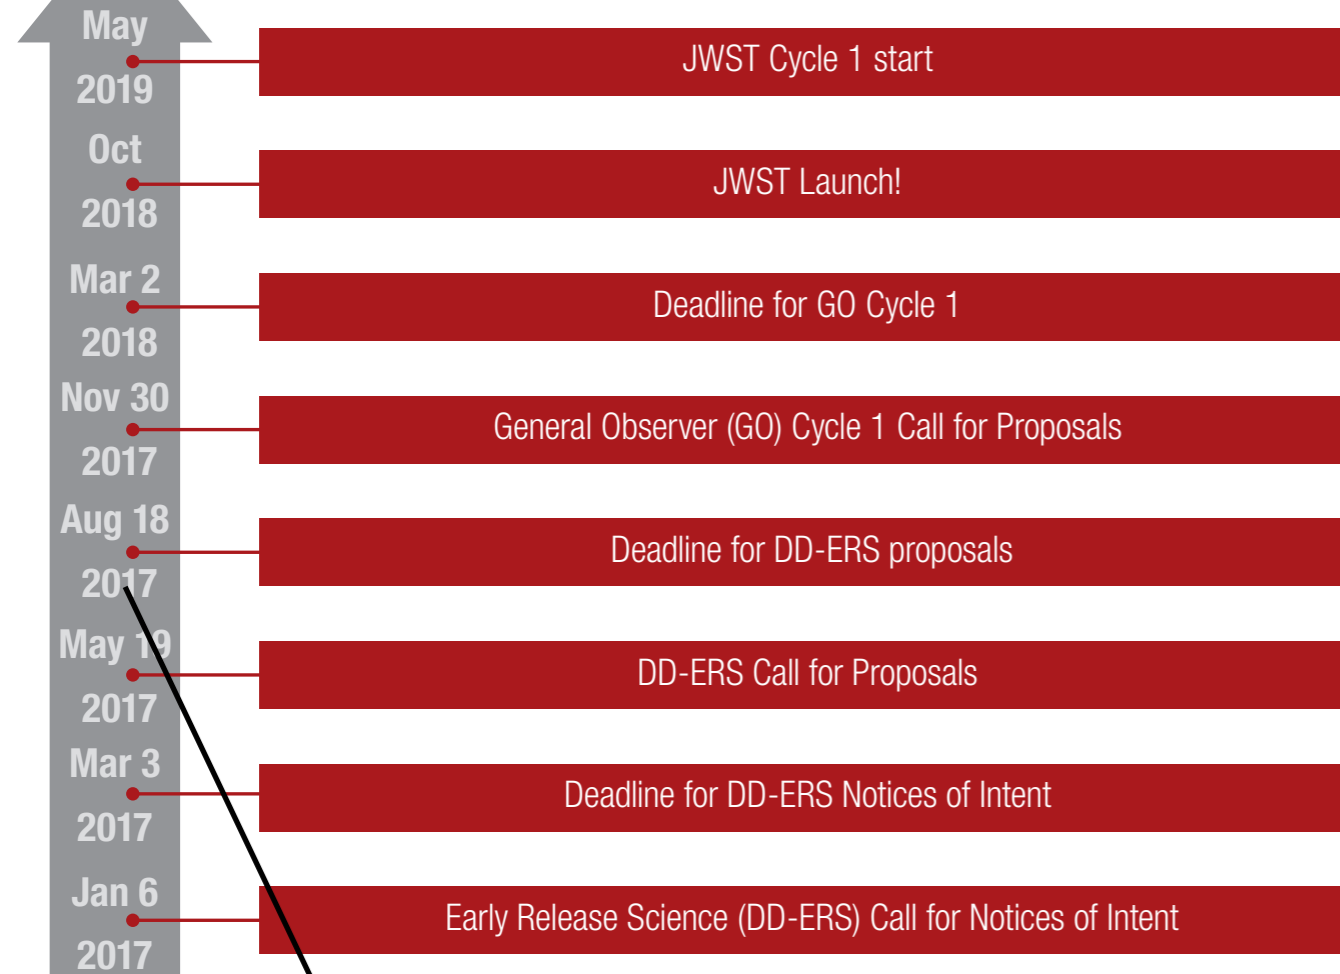 May
2019
JWST Cycle 1 start
Oct
2018
JWST Launch!
Mar 2
2018
Deadline for GO Cycle 1
Nov 30
2017
General Observer (GO) Cycle 1 Call for Proposals
Aug 18
2017
Deadline for DD-ERS proposals
May 19
2017
DD-ERS Call for Proposals
Mar 3
2017
Deadline for DD-ERS Notices of Intent
Jan 6
2017
Early Release Science (DD-ERS) Call for Notices of Intent